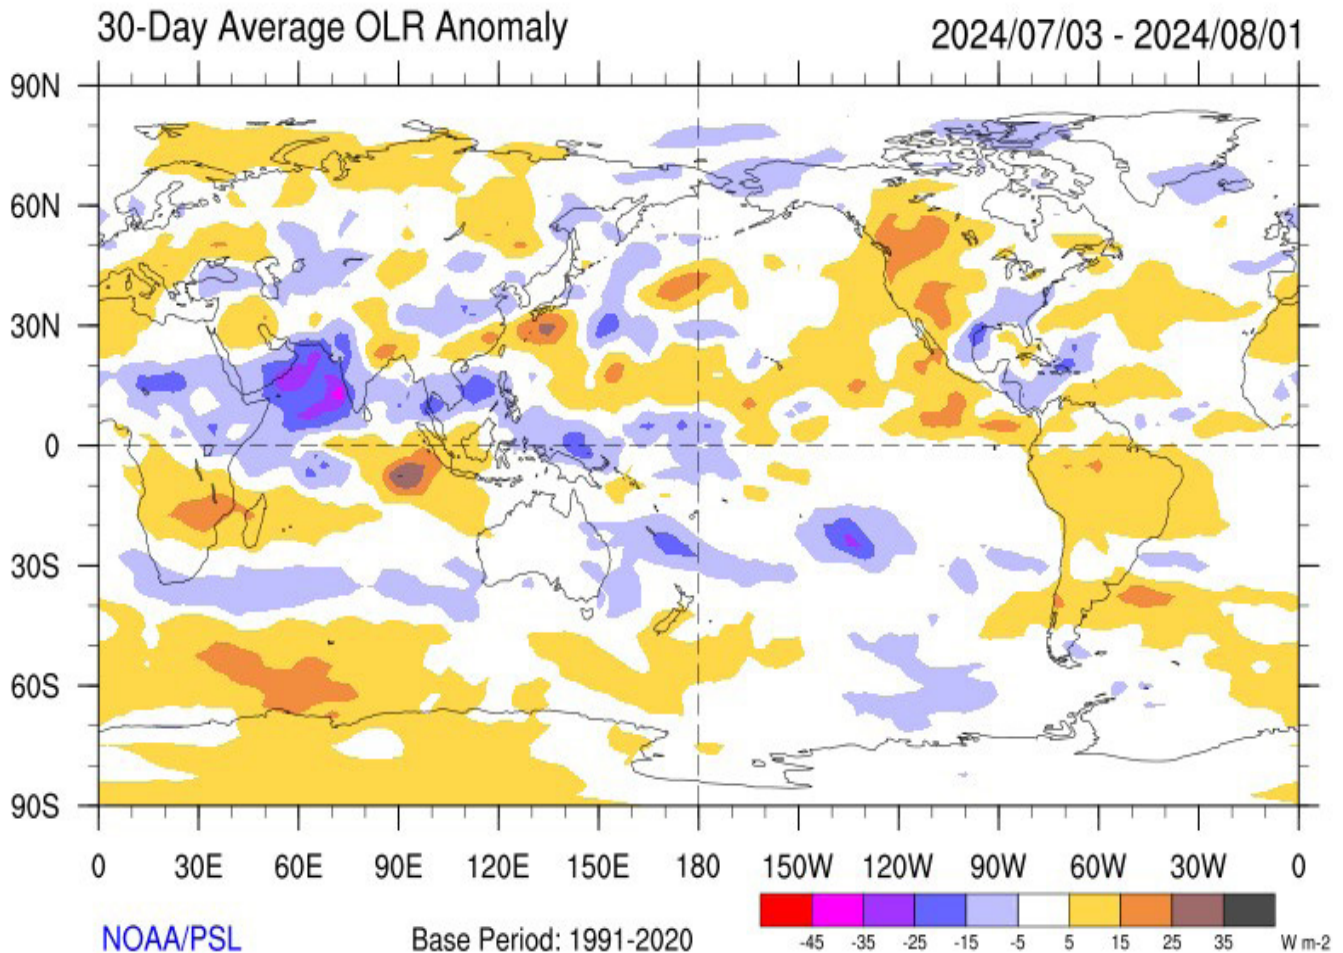 30-Day Average OLR Anomaly 2024/07/03 - 2024/08/01
90N
60N
30N
0
30S
60S
90S
0 30E 60E 90E 120E 150E 180 150W 120W 90W 60W 30W 0
-45 -35 -25 -15 -5 5 15 25 35 W m-2
NOAA/PSL Base Period: 1991-2020